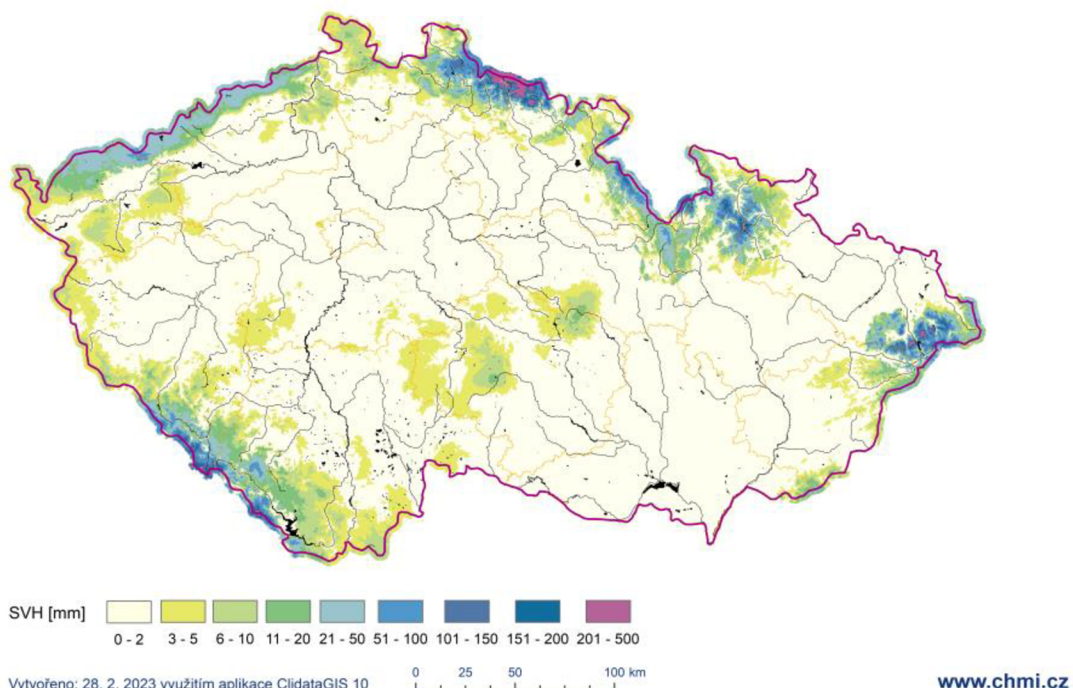 SVH [mm]
0 - 2 3 - 5 6 - 10 11 - 20 21 - 50 51 - 100 101 - 150 151 - 200 201 - 500
0 25 50 100 km
Vytvořeno: 28. 2. 2023 využitím aplikace ClidataGIS 10
www.chmi.cz